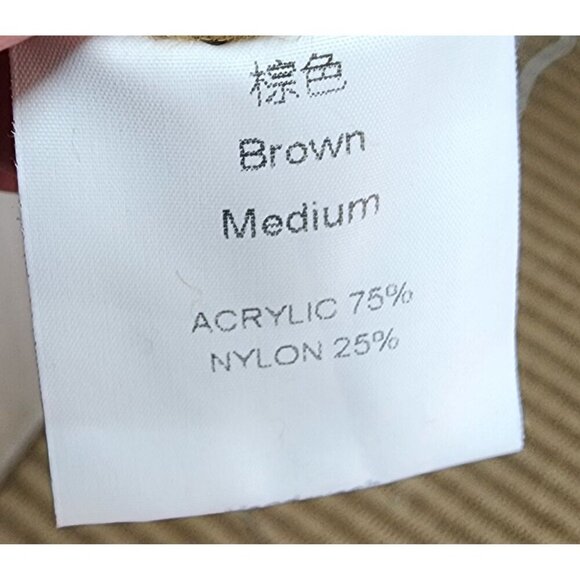 棕色
Brown
Medium
ACRYLIC 75%
NYLON 25%